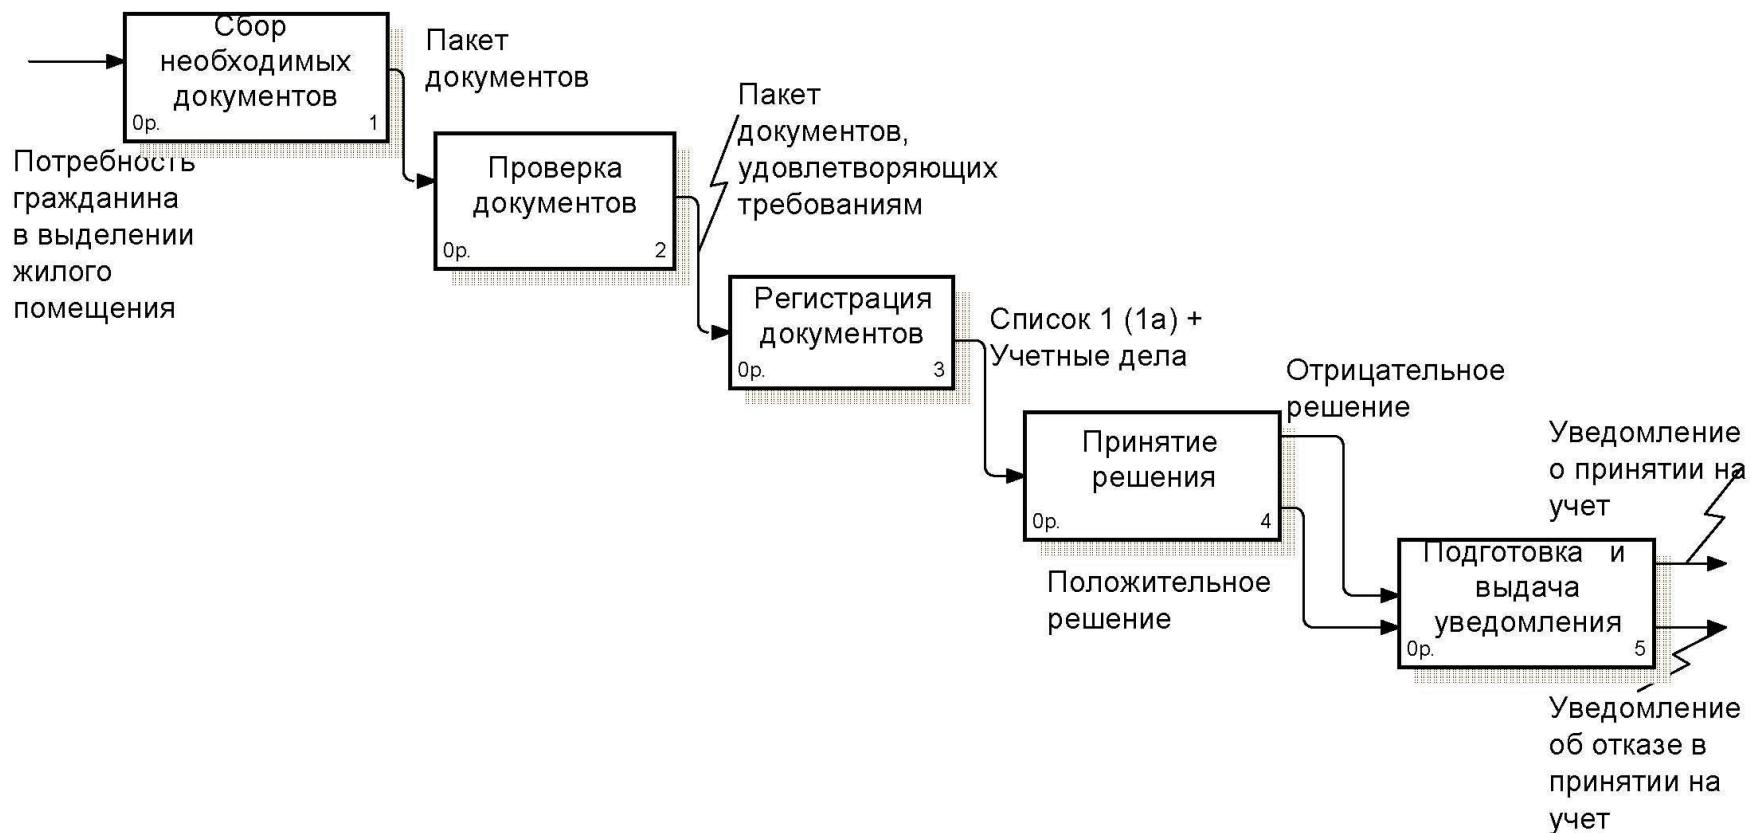 Сбор
необходимых
документов
0р. 1
Потребность
гражданина
в выделении
жилого
помещения
Пакет
документов
Проверка
документов
0р. 2
Пакет
документов,
удовлетворяющих
требованиям
Регистрация
документов
0р. 3
Список 1 (1а) +
Учетные дела
Принятие
решения
0р. 4
Отрицательное
решение
Положительное
решение
Подготовка и
выдача
уведомления
0р. 5
Уведомление
о принятии на
учет
Уведомление
об отказе в
принятии на
учет